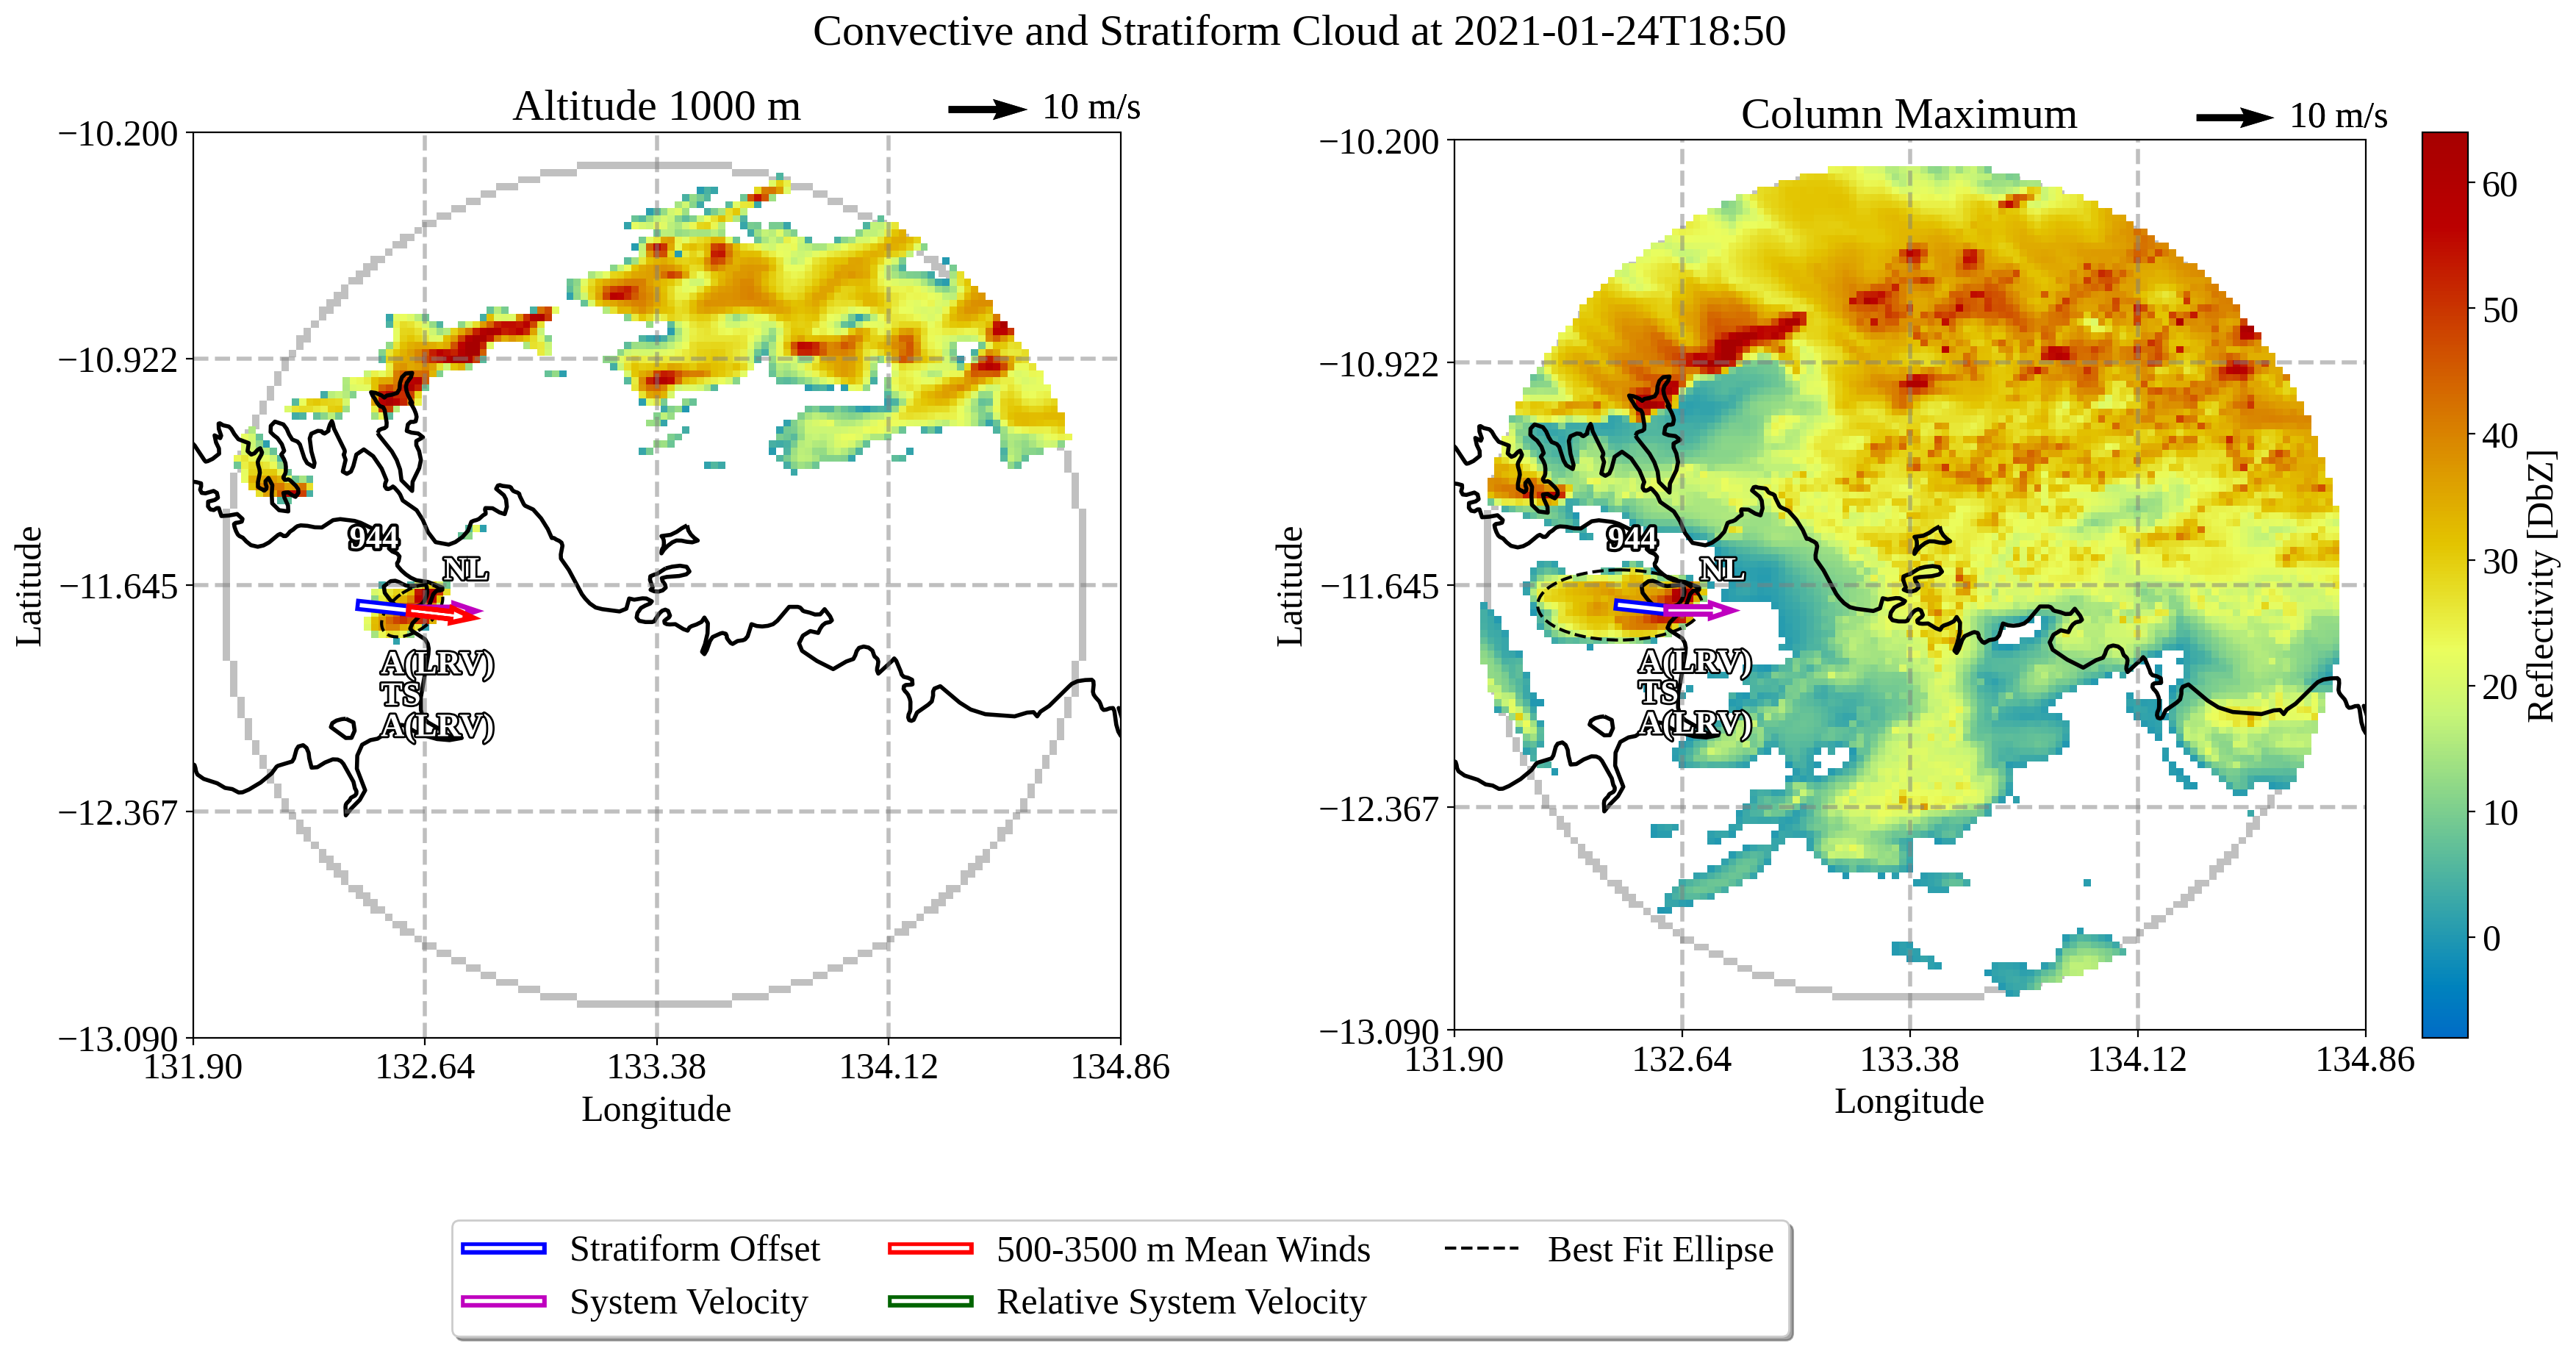 Convective and Stratiform Cloud at 2021-01-24T18:50
Altitude 1000 m
10 m/s
−10.200
−10.922
−11.645
−12.367
−13.090
Latitude
131.90
132.64
133.38
134.12
134.86
Longitude
944
NL
A(LRV)
TS
A(LRV)
Column Maximum
10 m/s
−10.200
−10.922
−11.645
−12.367
−13.090
Latitude
131.90
132.64
133.38
134.12
134.86
Longitude
944
NL
A(LRV)
TS
A(LRV)
60
50
40
30
20
10
0
Reflectivity [DbZ]
Stratiform Offset
500-3500 m Mean Winds
Best Fit Ellipse
System Velocity
Relative System Velocity